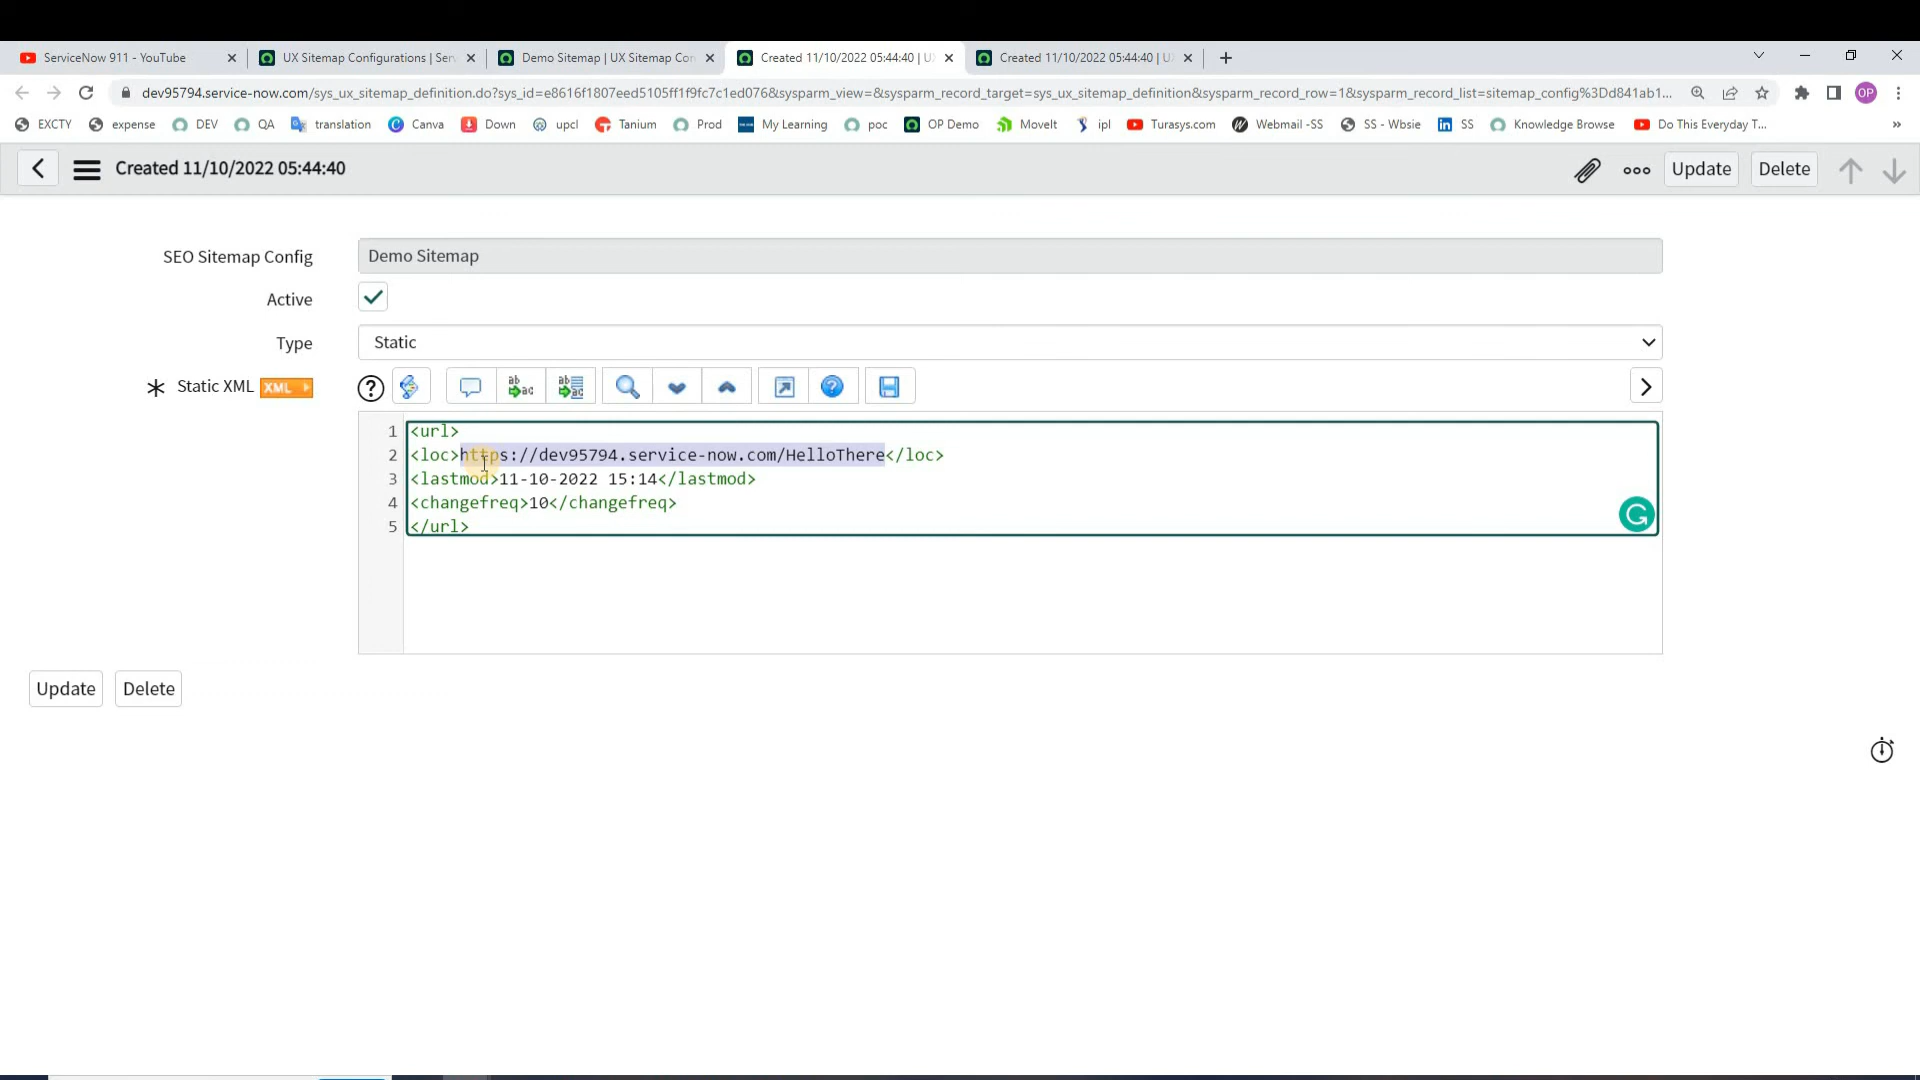 ServiceNow 911 - YouTube
UX Sitemap Configurations | Ser
Demo Sitemap | UX Sitemap Con
Created 11/10/2022 05:44:40 | U
Created 11/10/2022 05:44:40 | U
dev95794.service-now.com/sys_ux_sitemap_definition.do?sys_id=e8616f1807eed5105ff1f9fc7c1ed076&sysparm_view=&sysparm_record_target=sys_ux_sitemap_definition&sysparm_record_row=1&sysparm_record_list=sitemap_config%3Dd841ab1...
OP
EXCTY
expense
DEV
QA
translation
Canva
Down
upcl
Tanium
Prod
My Learning
poc
OP Demo
MoveIt
ipl
Turasys.com
Webmail -SS
SS - Wbsie
SS
Knowledge Browse
Do This Everyday T...
»
Created 11/10/2022 05:44:40
Update
Delete
SEO Sitemap Config
Demo Sitemap
Active
Type
Static
Static XML
XML
1 <url>
2 <loc>https://dev95794.service-now.com/HelloThere</loc>
3 <lastmod>11-10-2022 15:14</lastmod>
4 <changefreq>10</changefreq>
5 </url>
Update
Delete